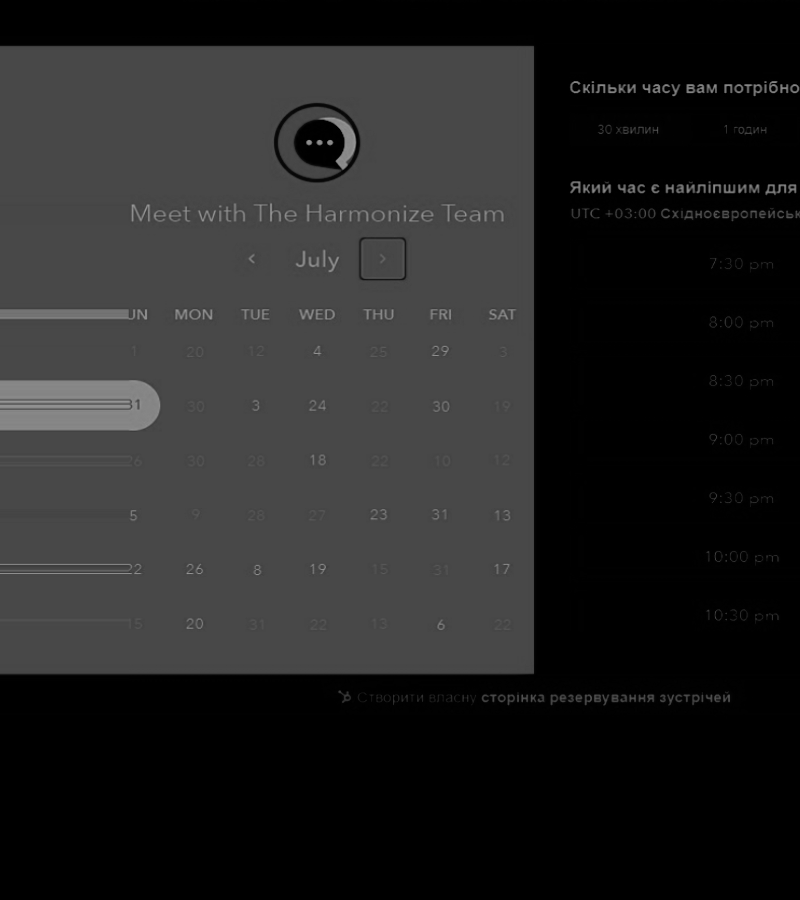 Meet with The Harmonize Team
July
UN MON TUE WED THU FRI SAT
1 20 12 4 25 29 3
31 30 3 24 22 30 19
26 30 28 18 22 10 12
5 9 28 27 23 31 13
22 26 8 19 15 31 17
15 20 31 22 13 6 22
Скільки часу вам потрібно
30 хвилин 1 годин
Який час є найліпшим для
UTC +03:00 Східноєвропейськ
7:30 pm
8:00 pm
8:30 pm
9:00 pm
9:30 pm
10:00 pm
10:30 pm
Створити власну сторінка резервування зустрічей